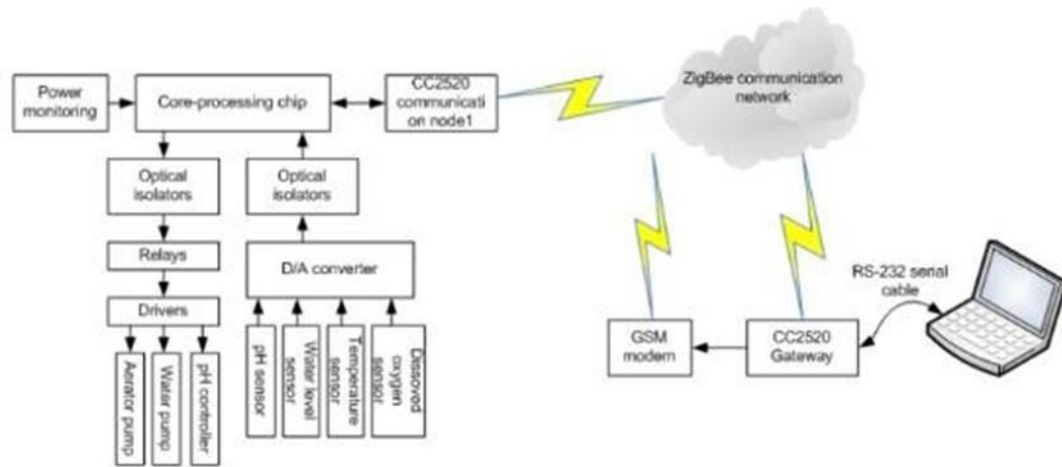 Power
monitoring
Core-processing chip
CC2520
communicati
on node1
ZigBee communication
network
Optical
isolators
Optical
isolators
Relays
D/A converter
Drivers
Aerator pump
Water pump
pH controller
pH sensor
Water level
sensor
Temperature
sensor
Dissoved
oxygen
sensor
GSM
modem
CC2520
Gateway
RS-232 serial
cable